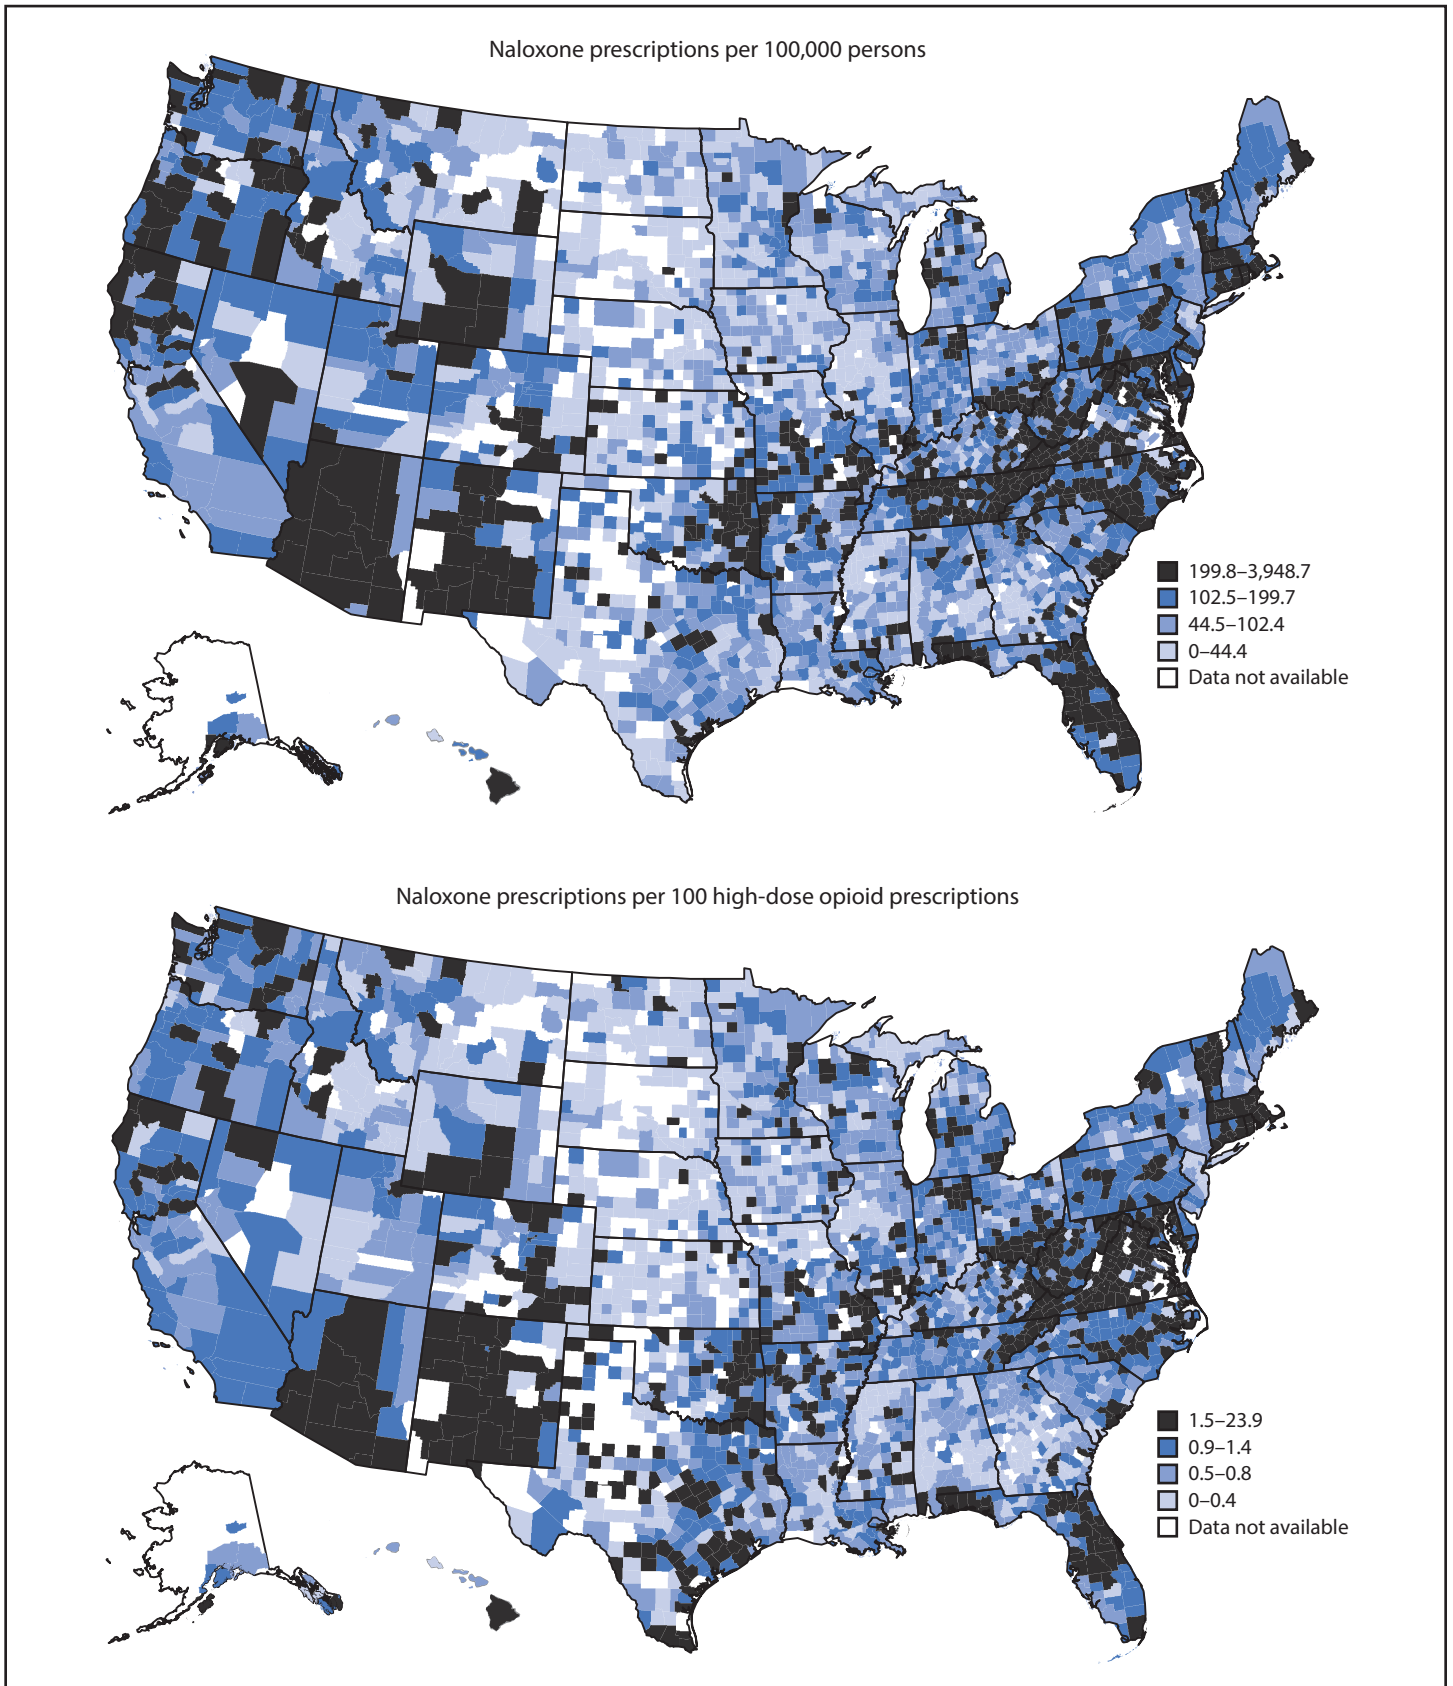 Naloxone prescriptions per 100,000 persons
199.8–3,948.7
102.5–199.7
44.5–102.4
0–44.4
Data not available
Naloxone prescriptions per 100 high-dose opioid prescriptions
1.5–23.9
0.9–1.4
0.5–0.8
0–0.4
Data not available